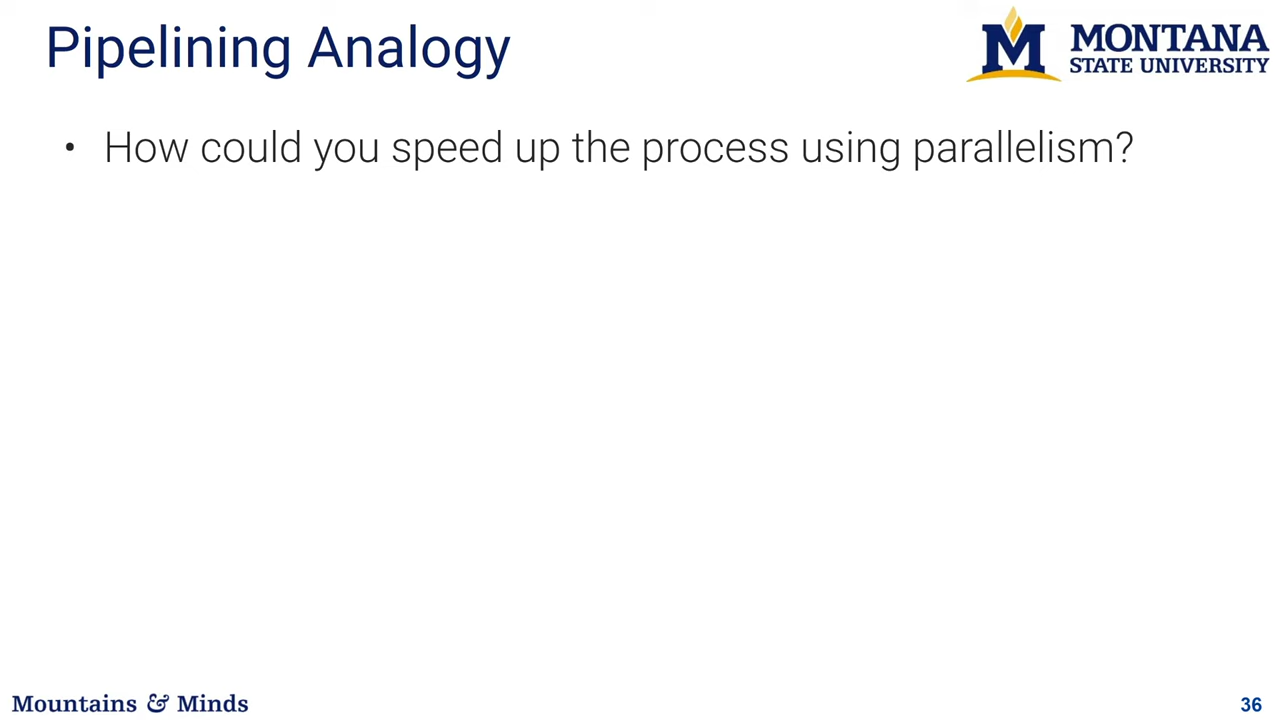 Pipelining Analogy
M MONTANA
STATE UNIVERSITY
• How could you speed up the process using parallelism?
Mountains & Minds
36